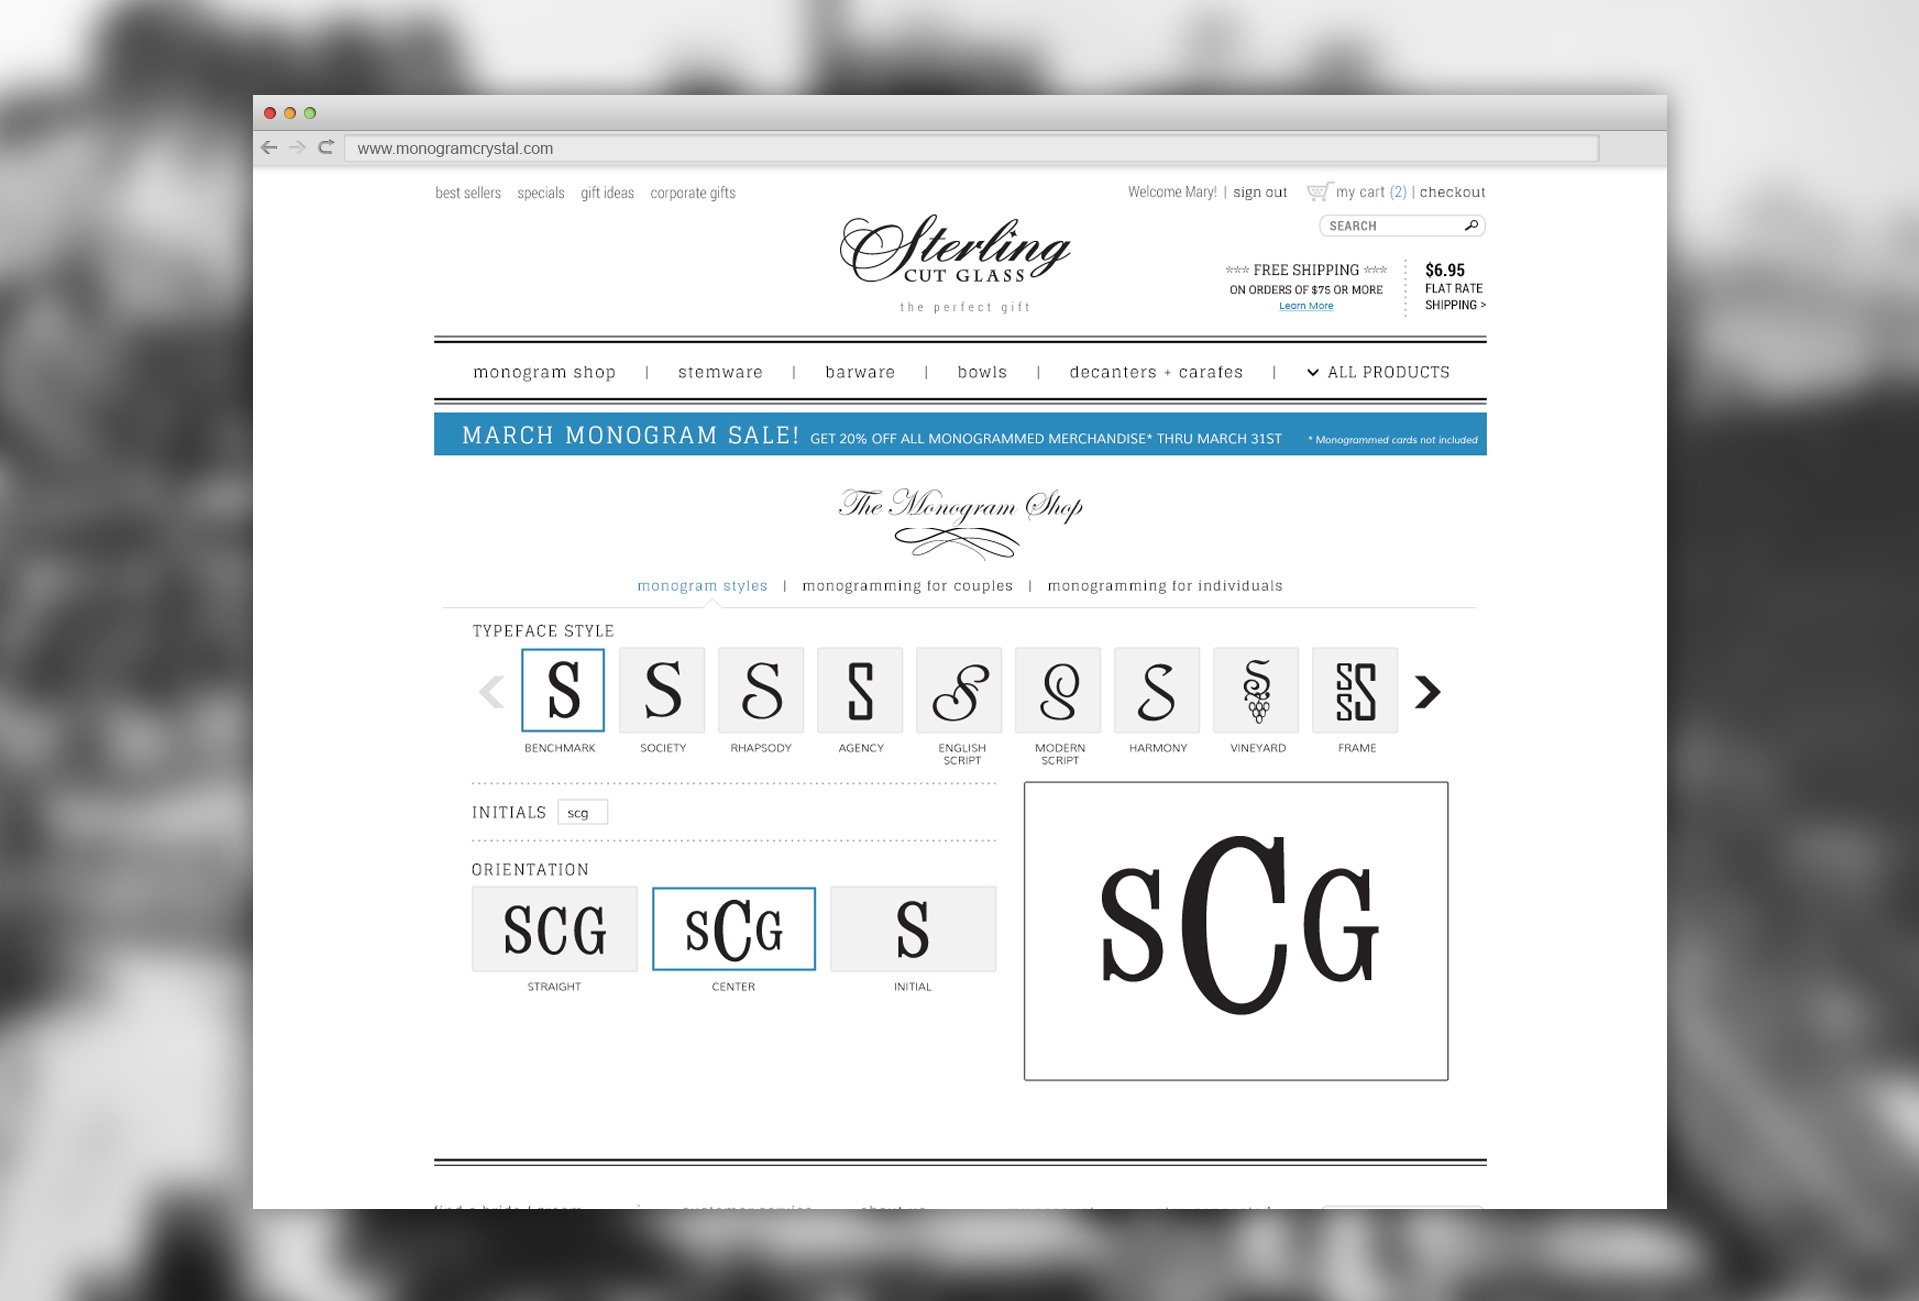 www.monogramcrystal.com
best sellers specials gift ideas corporate gifts
Welcome Mary! | sign out my cart (2) | checkout
SEARCH
Sterling
CUT GLASS
the perfect gift
*** FREE SHIPPING ***
ON ORDERS OF $75 OR MORE
Learn More
$6.95
FLAT RATE
SHIPPING >
monogram shop | stemware | barware | bowls | decanters + carafes | ALL PRODUCTS
MARCH MONOGRAM SALE! GET 20% OFF ALL MONOGRAMMED MERCHANDISE* THRU MARCH 31ST * Monogrammed cards not included
The Monogram Shop
monogram styles | monogramming for couples | monogramming for individuals
TYPEFACE STYLE
S S S S S S S S SSS
BENCHMARK SOCIETY RHAPSODY AGENCY ENGLISH SCRIPT MODERN SCRIPT HARMONY VINEYARD FRAME
INITIALS scg
ORIENTATION
SCG SCG S
STRAIGHT CENTER INITIAL
SCG
customer service about us